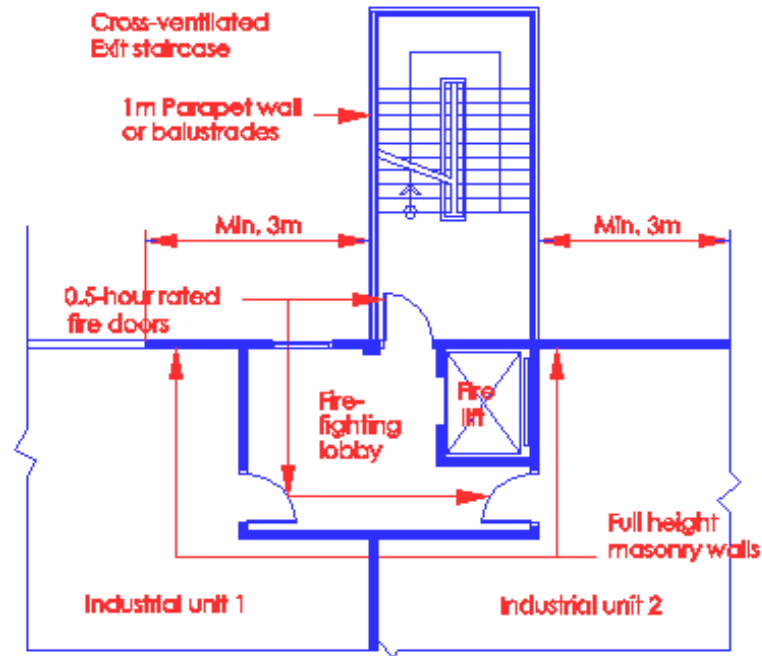 Cross-ventilated
Exit staircase
1m Parapet wall
or balustrades
Min. 3m
Min. 3m
0.5-hour rated
fire doors
Fire-
fighting
lobby
Fire
lift
Full height
masonry walls
Industrial unit 1
Industrial unit 2